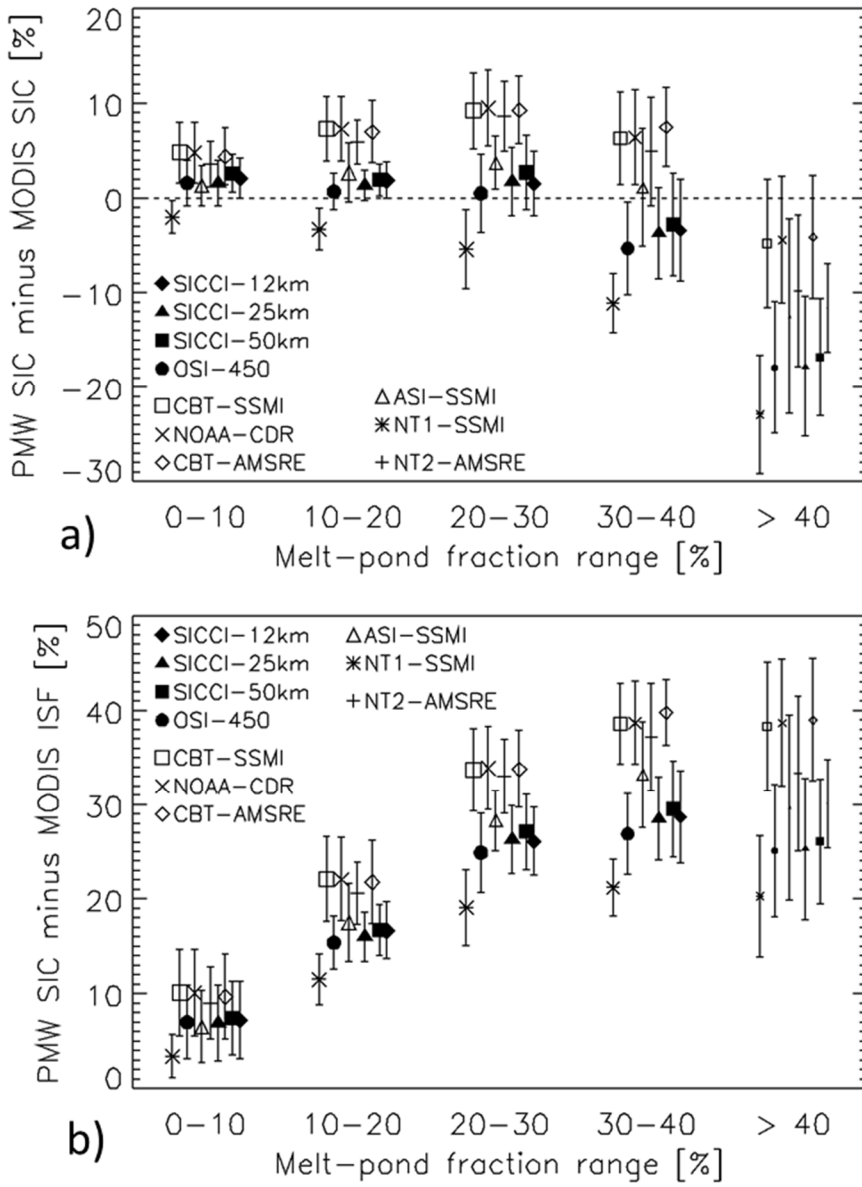 PMW SIC minus MODIS SIC [%]
20
10
0
-10
-20
-30
◆ SICCI-12km
▲ SICCI-25km
■ SICCI-50km
● OSI-450
□ CBT-SSMI
× NOAA-CDR
◇ CBT-AMSRE
△ ASI-SSMI
✳ NT1-SSMI
+ NT2-AMSRE
0-10 10-20 20-30 30-40 > 40
a)
Melt-pond fraction range [%]
PMW SIC minus MODIS ISF [%]
50
40
30
20
10
0
◆ SICCI-12km
▲ SICCI-25km
■ SICCI-50km
● OSI-450
□ CBT-SSMI
× NOAA-CDR
◇ CBT-AMSRE
△ ASI-SSMI
✳ NT1-SSMI
+ NT2-AMSRE
0-10 10-20 20-30 30-40 > 40
b)
Melt-pond fraction range [%]